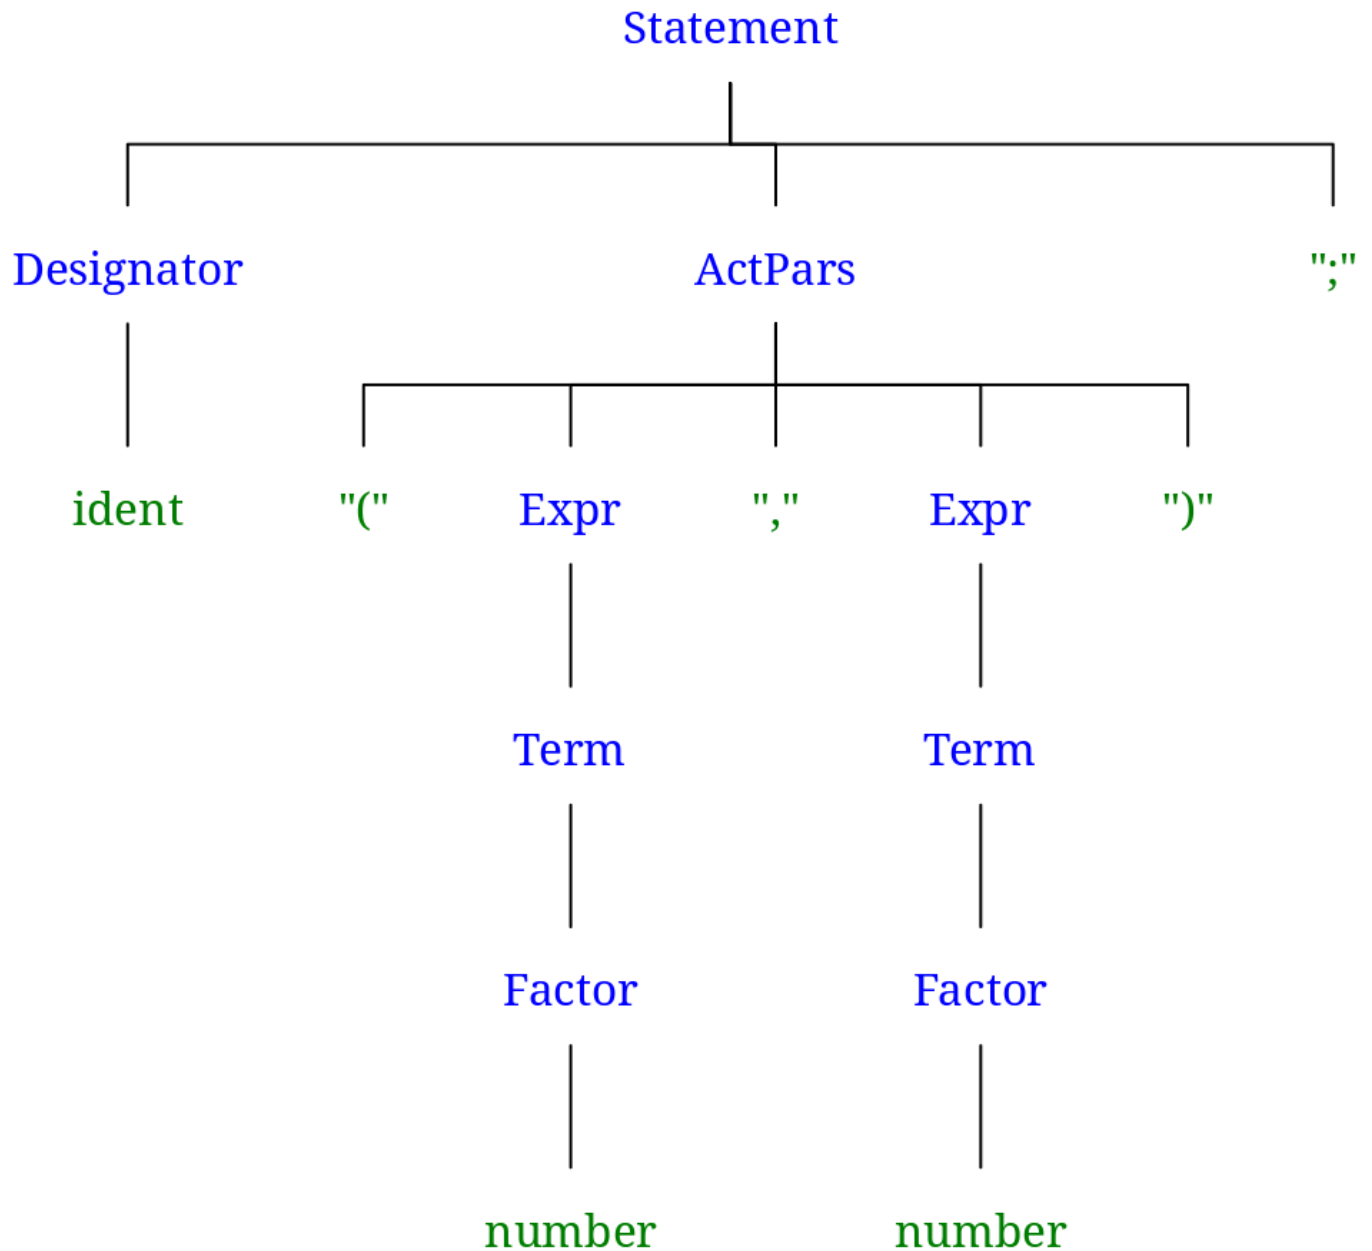 Statement
Designator ActPars ";"
ident "(" Expr "," Expr ")"
Term Term
Factor Factor
number number